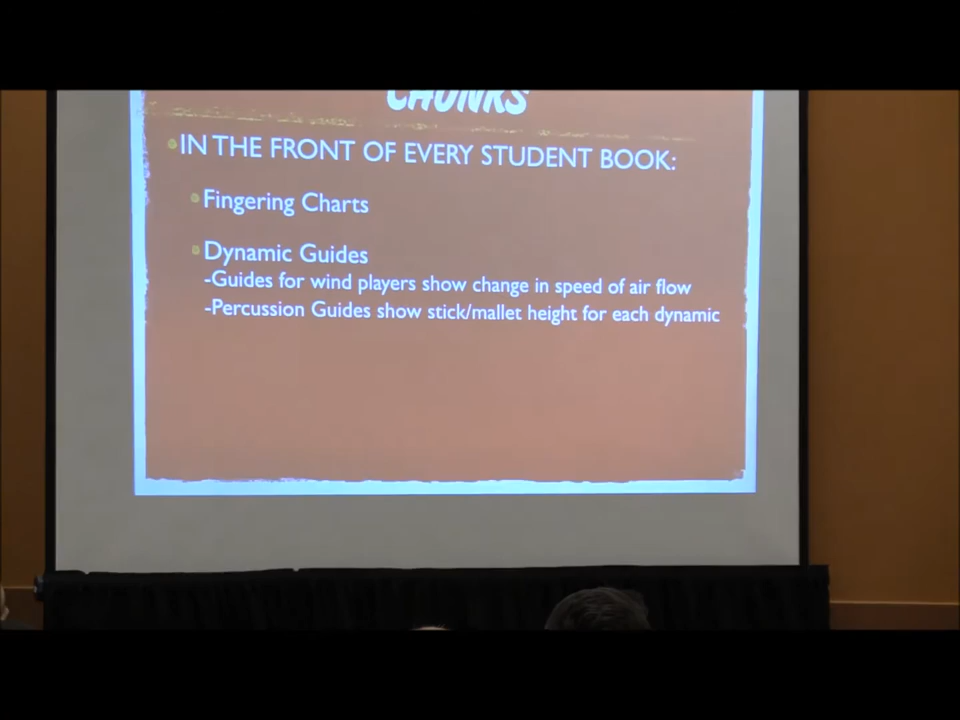 CHUNKS
IN THE FRONT OF EVERY STUDENT BOOK:
Fingering Charts
Dynamic Guides
-Guides for wind players show change in speed of air flow
-Percussion Guides show stick/mallet height for each dynamic